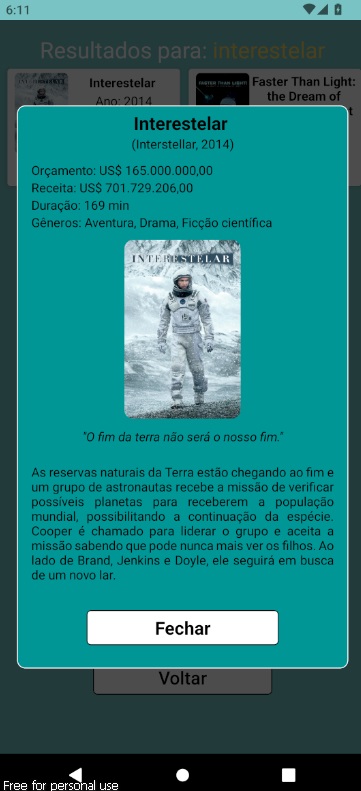 6:11
Resultados para: interestelar
Interestelar
Ano: 2014
Faster Than Light:
the Dream of
Interestelar
(Interstellar, 2014)
Orçamento: US$ 165.000.000,00
Receita: US$ 701.729.206,00
Duração: 169 min
Gêneros: Aventura, Drama, Ficção científica
INTERESTELAR
"O fim da terra não será o nosso fim."
As reservas naturais da Terra estão chegando ao fim e
um grupo de astronautas recebe a missão de verificar
possíveis planetas para receberem a população
mundial, possibilitando a continuação da espécie.
Cooper é chamado para liderar o grupo e aceita a
missão sabendo que pode nunca mais ver os filhos. Ao
lado de Brand, Jenkins e Doyle, ele seguirá em busca
de um novo lar.
Fechar
Voltar
Free for personal use